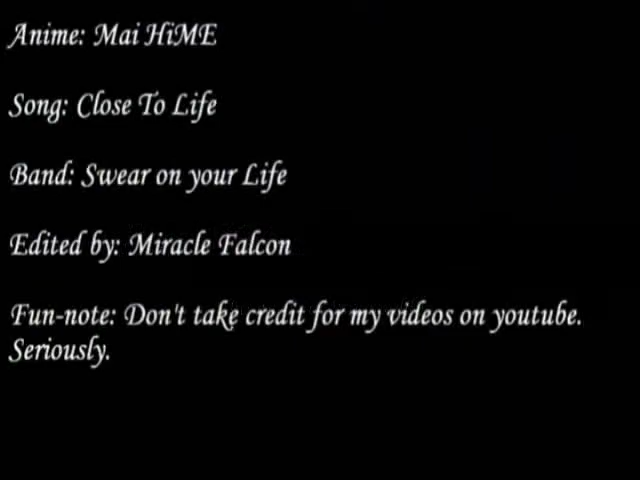 Anime: Mai HiME
Song: Close To Life
Band: Swear on your Life
Edited by: Miracle Falcon
Fun-note: Don't take credit for my videos on youtube.
Seriously.